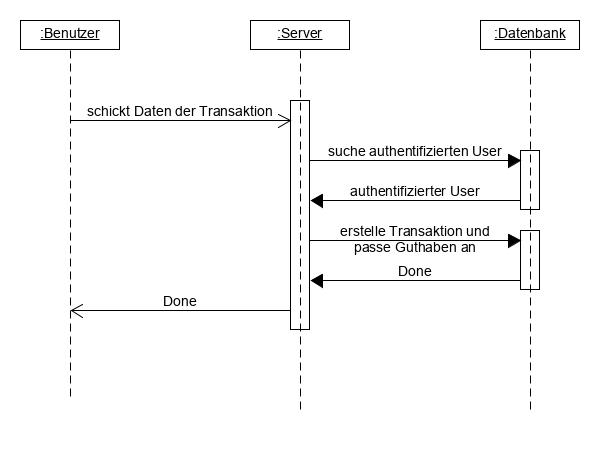 :Benutzer
:Server
:Datenbank
schickt Daten der Transaktion
suche authentifizierten User
authentifizierter User
erstelle Transaktion und
passe Guthaben an
Done
Done